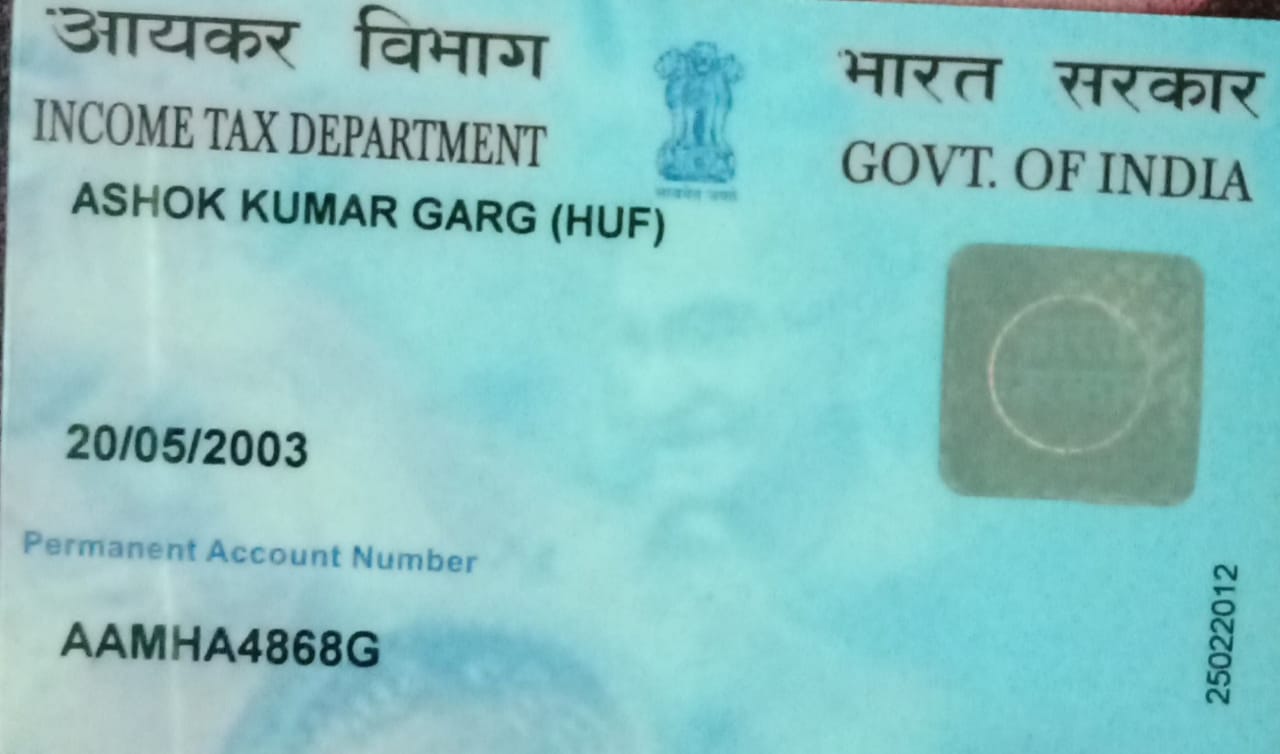 आयकर विभाग भारत सरकार
INCOME TAX DEPARTMENT GOVT. OF INDIA
ASHOK KUMAR GARG (HUF)
20/05/2003
Permanent Account Number
AAMHA4868G
25022012